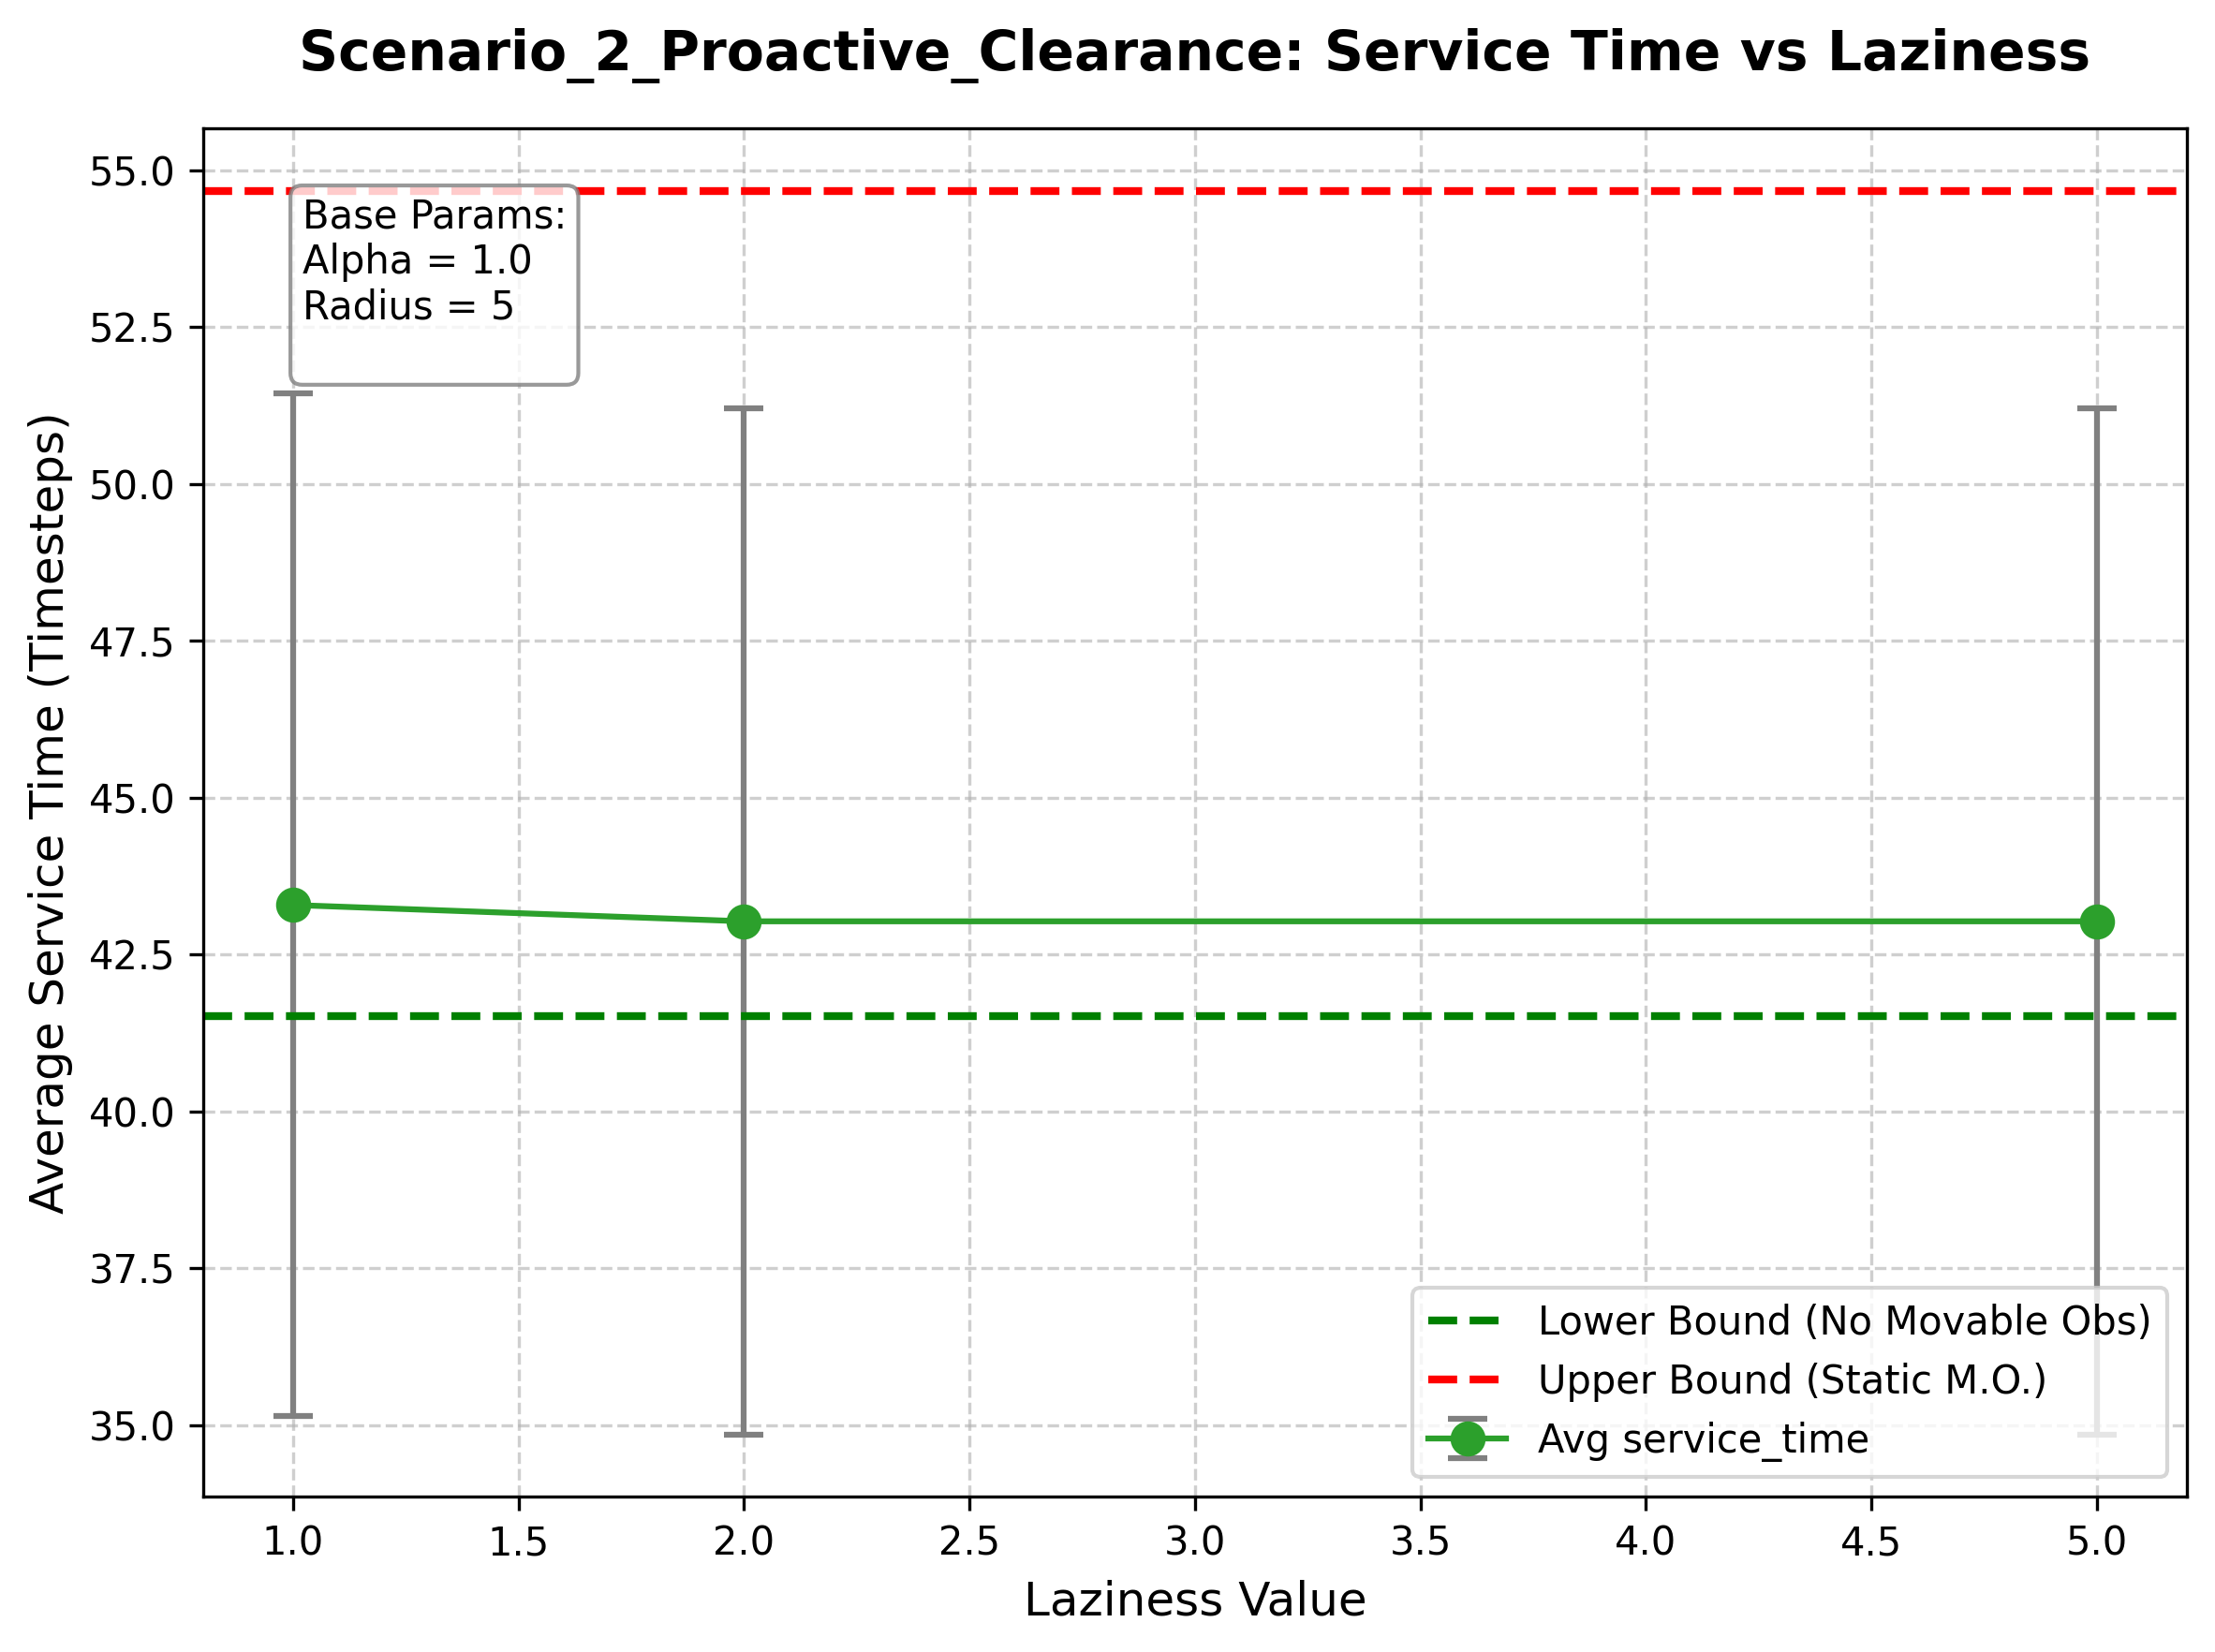 Scenario_2_Proactive_Clearance: Service Time vs Laziness
Average Service Time (Timesteps)
55.0
52.5
50.0
47.5
45.0
42.5
40.0
37.5
35.0
Base Params:
Alpha = 1.0
Radius = 5
Lower Bound (No Movable Obs)
Upper Bound (Static M.O.)
Avg service_time
1.0 1.5 2.0 2.5 3.0 3.5 4.0 4.5 5.0
Laziness Value